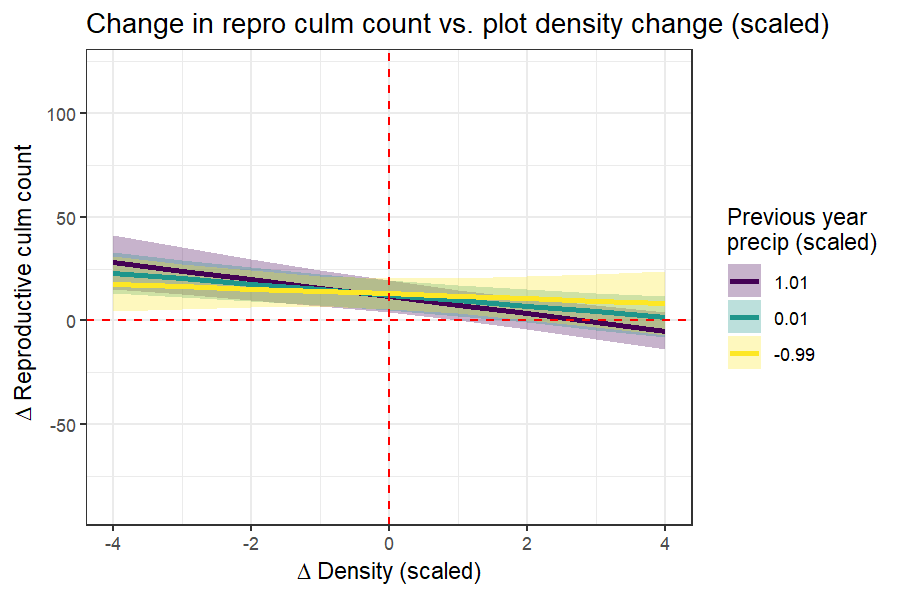 Change in repro culm count vs. plot density change (scaled)
Δ Reproductive culm count
100
50
0
-50
-4
-2
0
2
4
Δ Density (scaled)
Previous year
precip (scaled)
1.01
0.01
-0.99